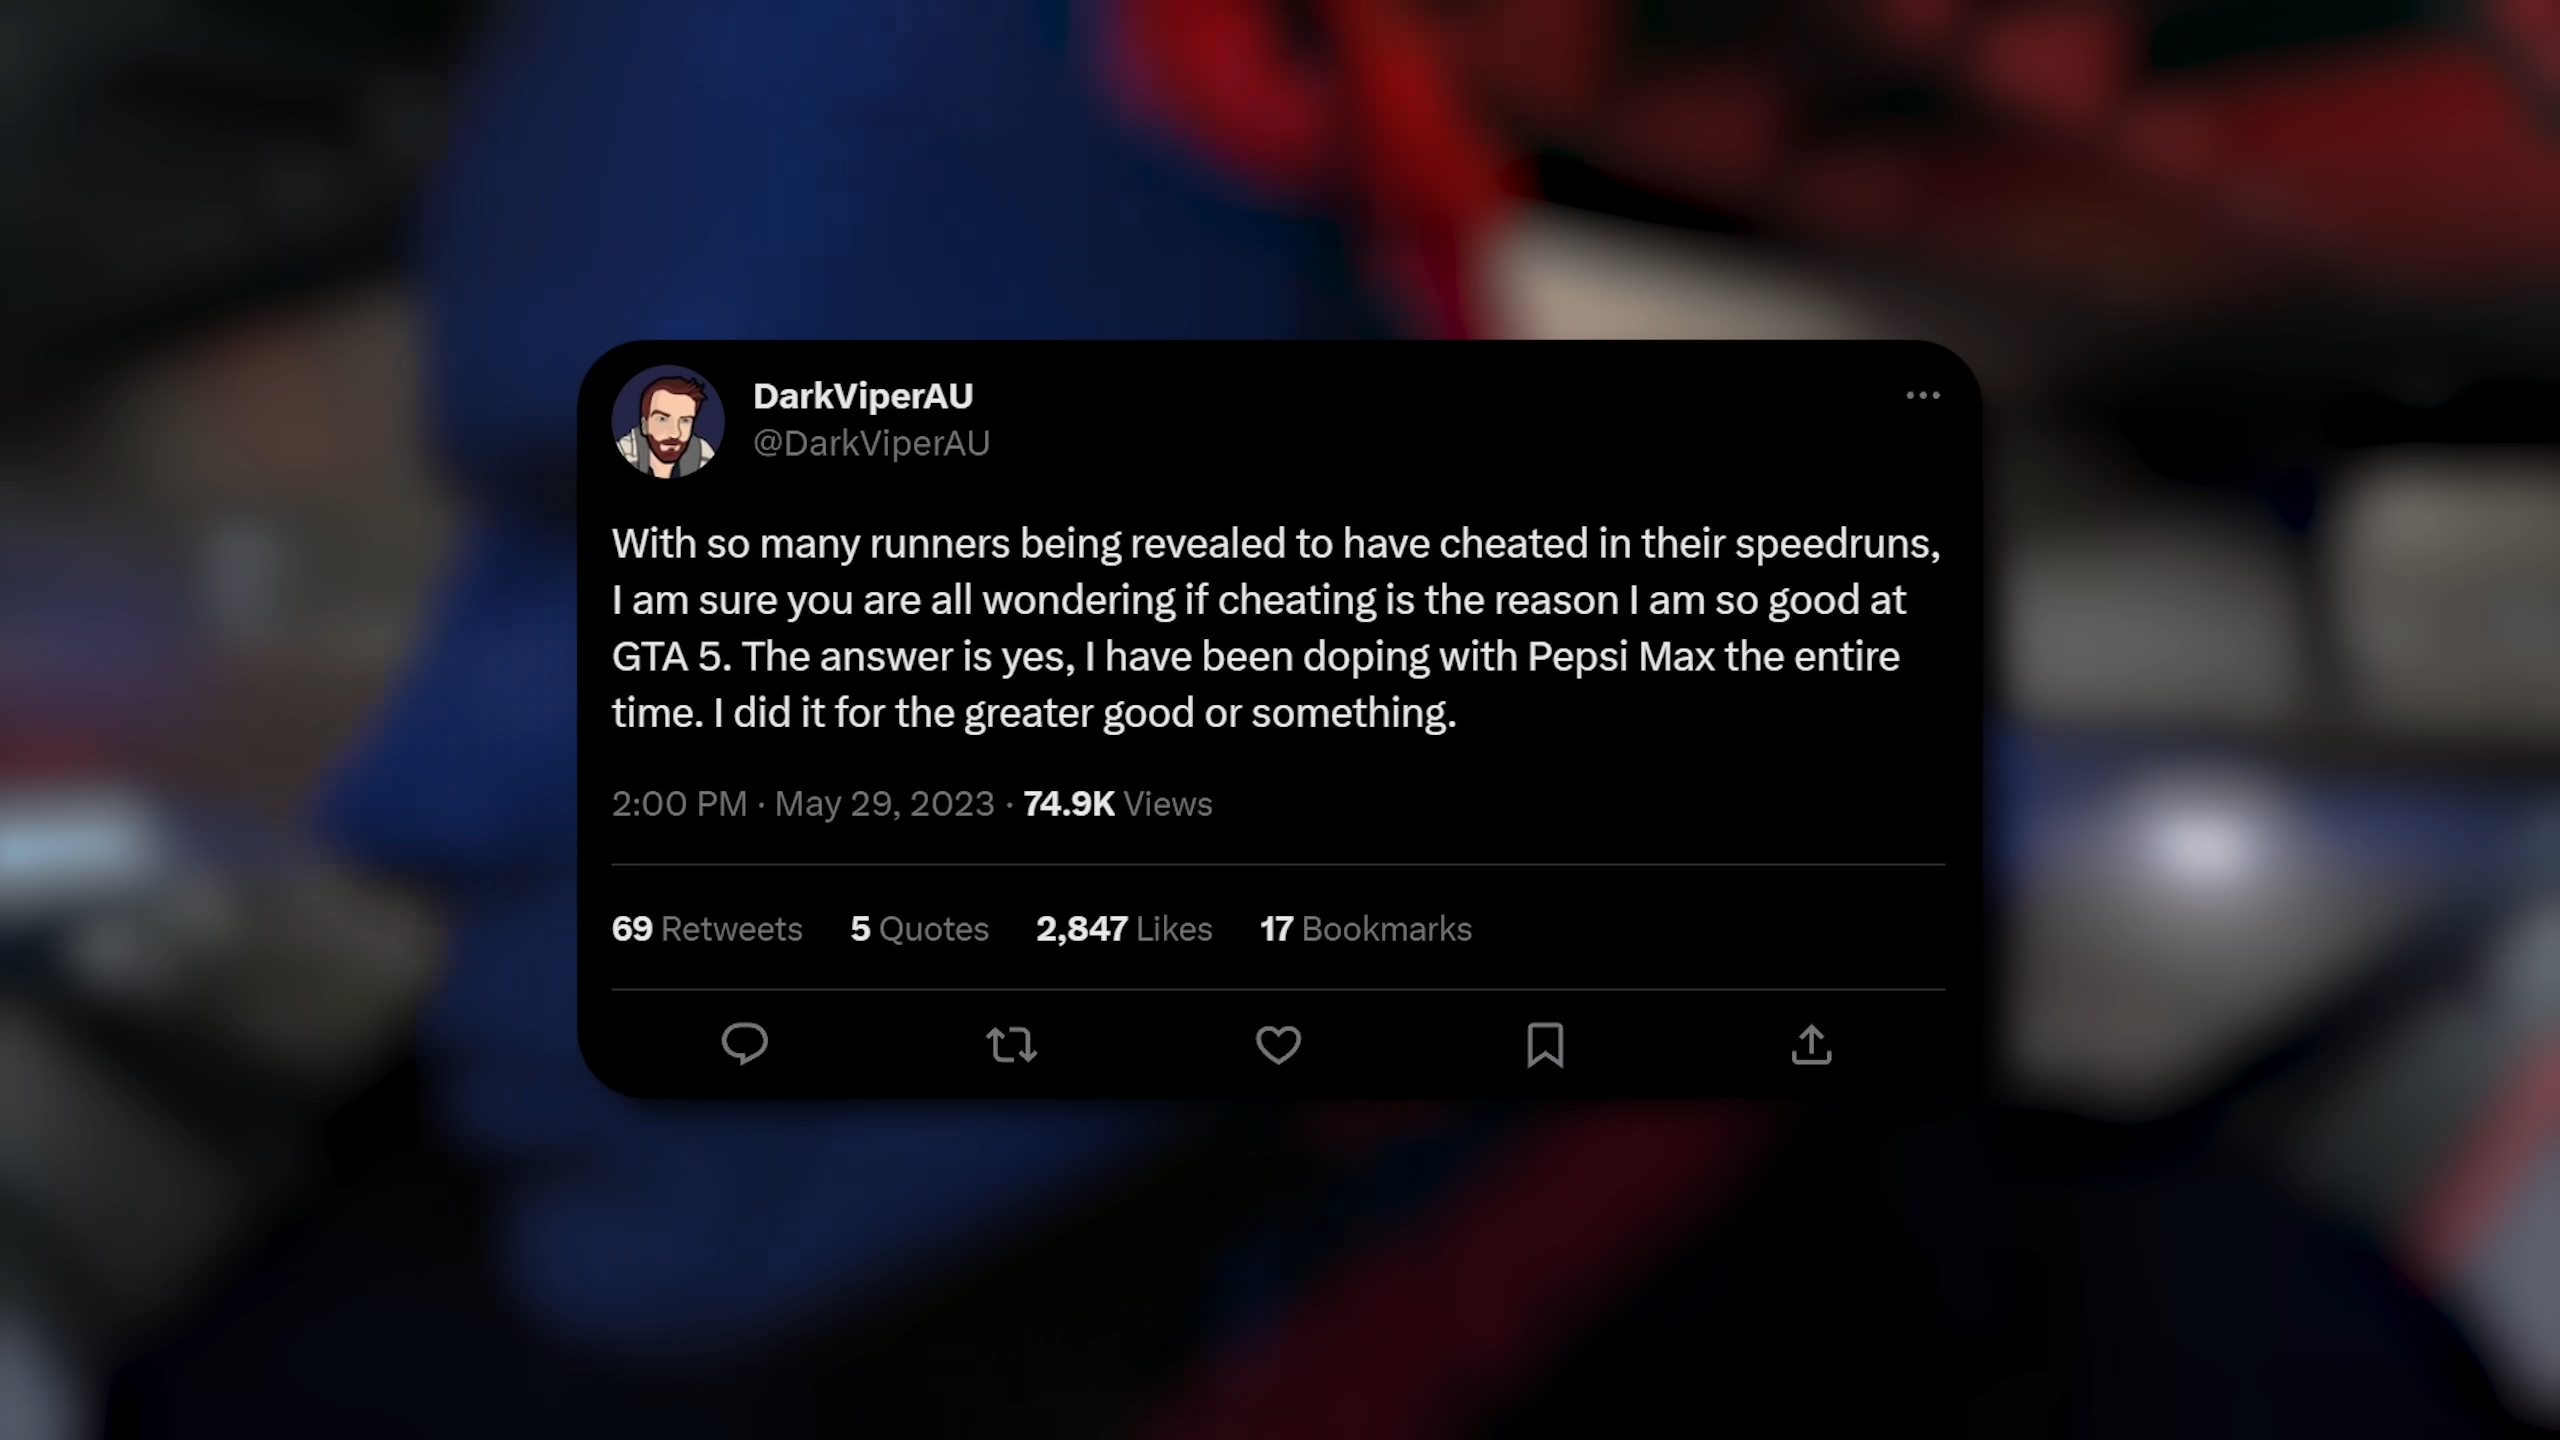 DarkViperAU
@DarkViperAU
With so many runners being revealed to have cheated in their speedruns,
I am sure you are all wondering if cheating is the reason I am so good at
GTA 5. The answer is yes, I have been doping with Pepsi Max the entire
time. I did it for the greater good or something.
2:00 PM · May 29, 2023 · 74.9K Views
69 Retweets 5 Quotes 2,847 Likes 17 Bookmarks